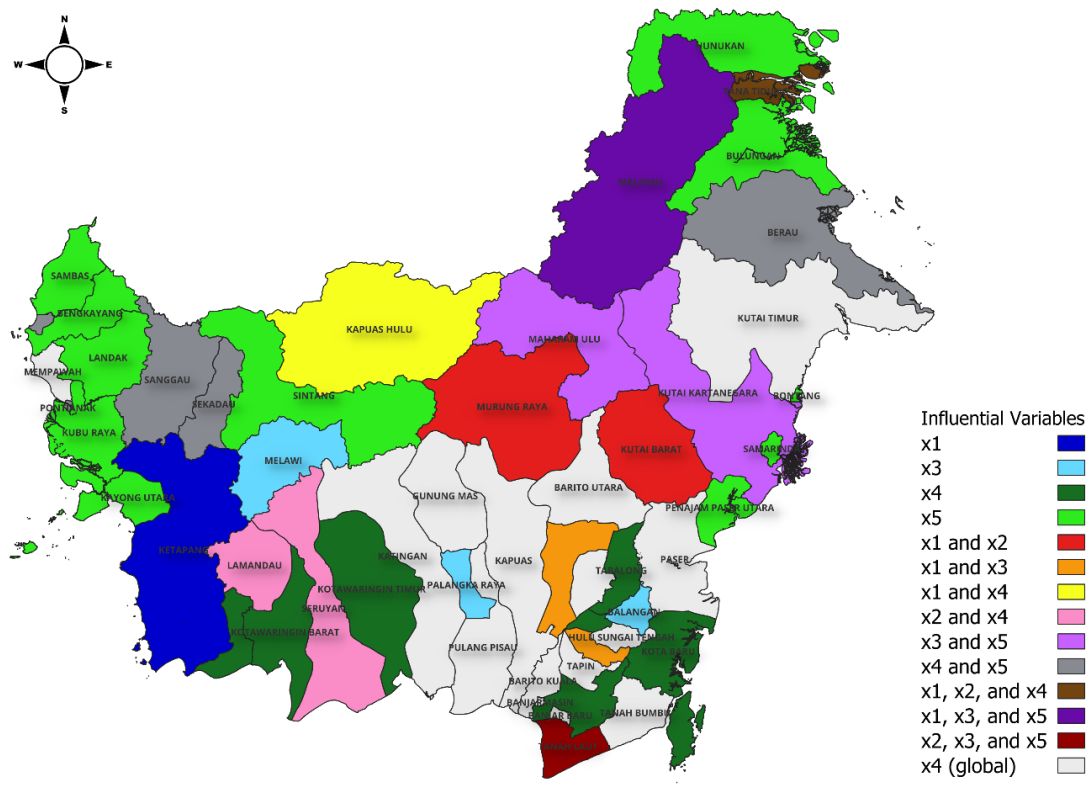 N
W E
S
NUNUKAN
TANA TIDUNG
BULUNGAN
MALINAU
BERAU
SAMBAS
BENGKAYANG
KUTAI TIMUR
KAPUAS HULU
MAHAKAM ULU
LANDAK
MEMPAWAH
SANGGAU
SEKADAU
SINTANG
KUTAI KARTANEGARA
BONTANG
PONTIANAK
MURUNG RAYA
KUBU RAYA
KUTAI BARAT
SAMARINDA
MELAWI
BARITO UTARA
KAYONG UTARA
GUNUNG MAS
PENAJAM PASER UTARA
KETAPANG
LAMANDAU
KATINGAN
KAPUAS
TABALONG
PASER
KOTAWARINGIN TIMUR
PALANGKA RAYA
SERUYAN
BALANGAN
KOTAWARINGIN BARAT
HULU SUNGAI TENGAH
KOTA BARU
PULANG PISAU
TAPIN
BARITO KUALA
BANJARMASIN
BANJAR BARU
TANAH BUMBU
TANAH LAUT
Influential Variables
x1
x3
x4
x5
x1 and x2
x1 and x3
x1 and x4
x2 and x4
x3 and x5
x4 and x5
x1, x2, and x4
x1, x3, and x5
x2, x3, and x5
x4 (global)